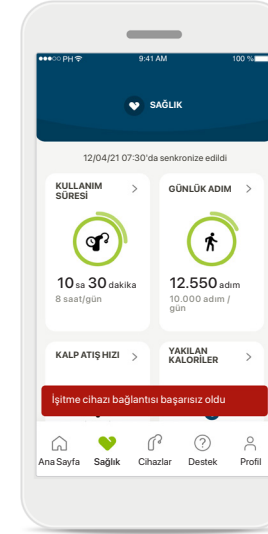 PH 9:41 AM 100 %
SAĞLIK
12/04/21 07:30'da senkronize edildi
KULLANIM
SÜRESİ
10 sa 30 dakika
8 saat/gün
GÜNLÜK ADIM
12.550 adım
10.000 adım /
gün
KALP ATIŞ HIZI
YAKILAN
KALORİLER
İşitme cihazı bağlantısı başarısız oldu
Ana Sayfa Sağlık Cihazlar Destek Profil